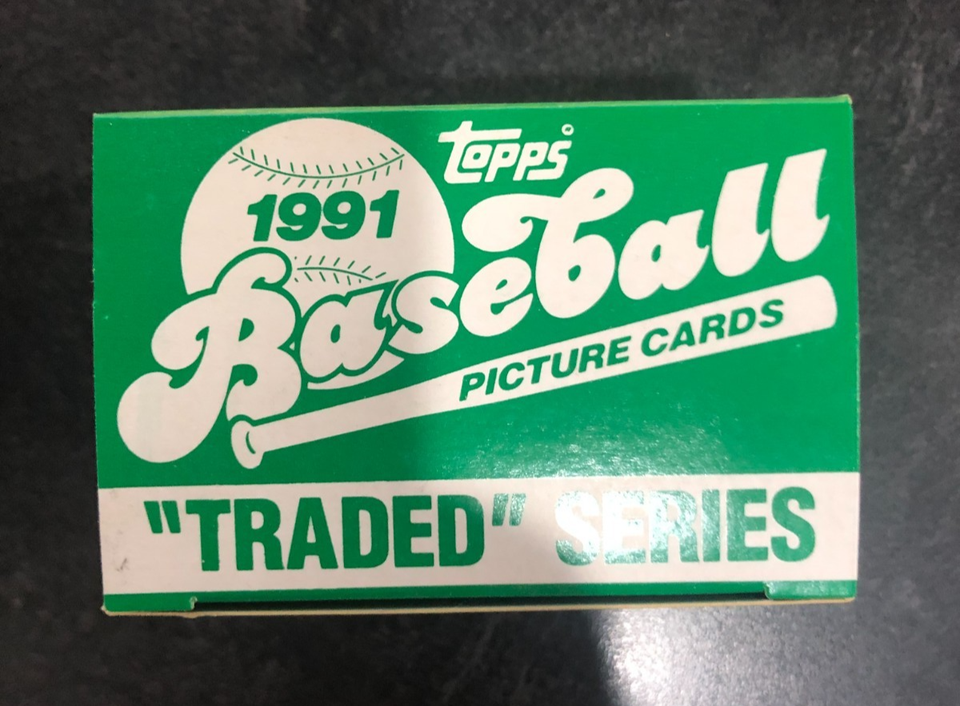 topps®
1991
Baseball
PICTURE CARDS
"TRADED" SERIES